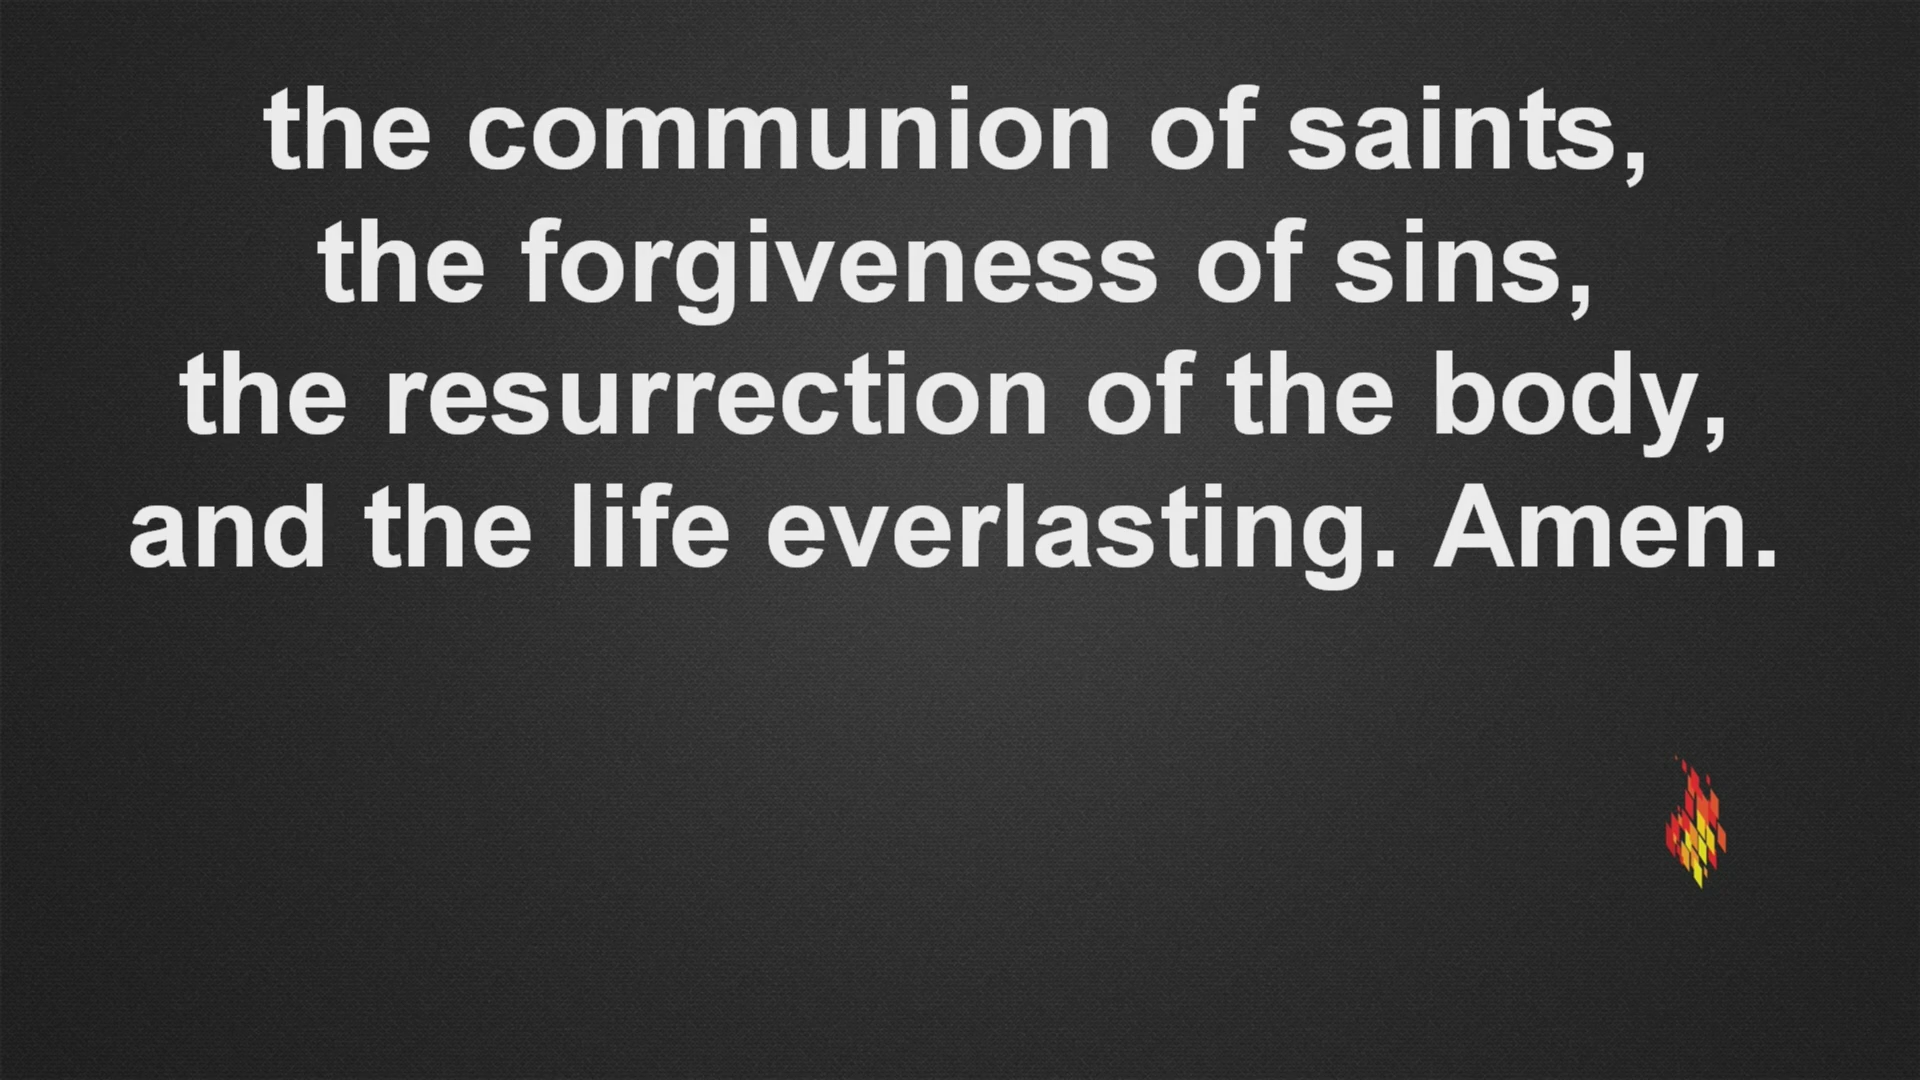 the communion of saints,
the forgiveness of sins,
the resurrection of the body,
and the life everlasting. Amen.